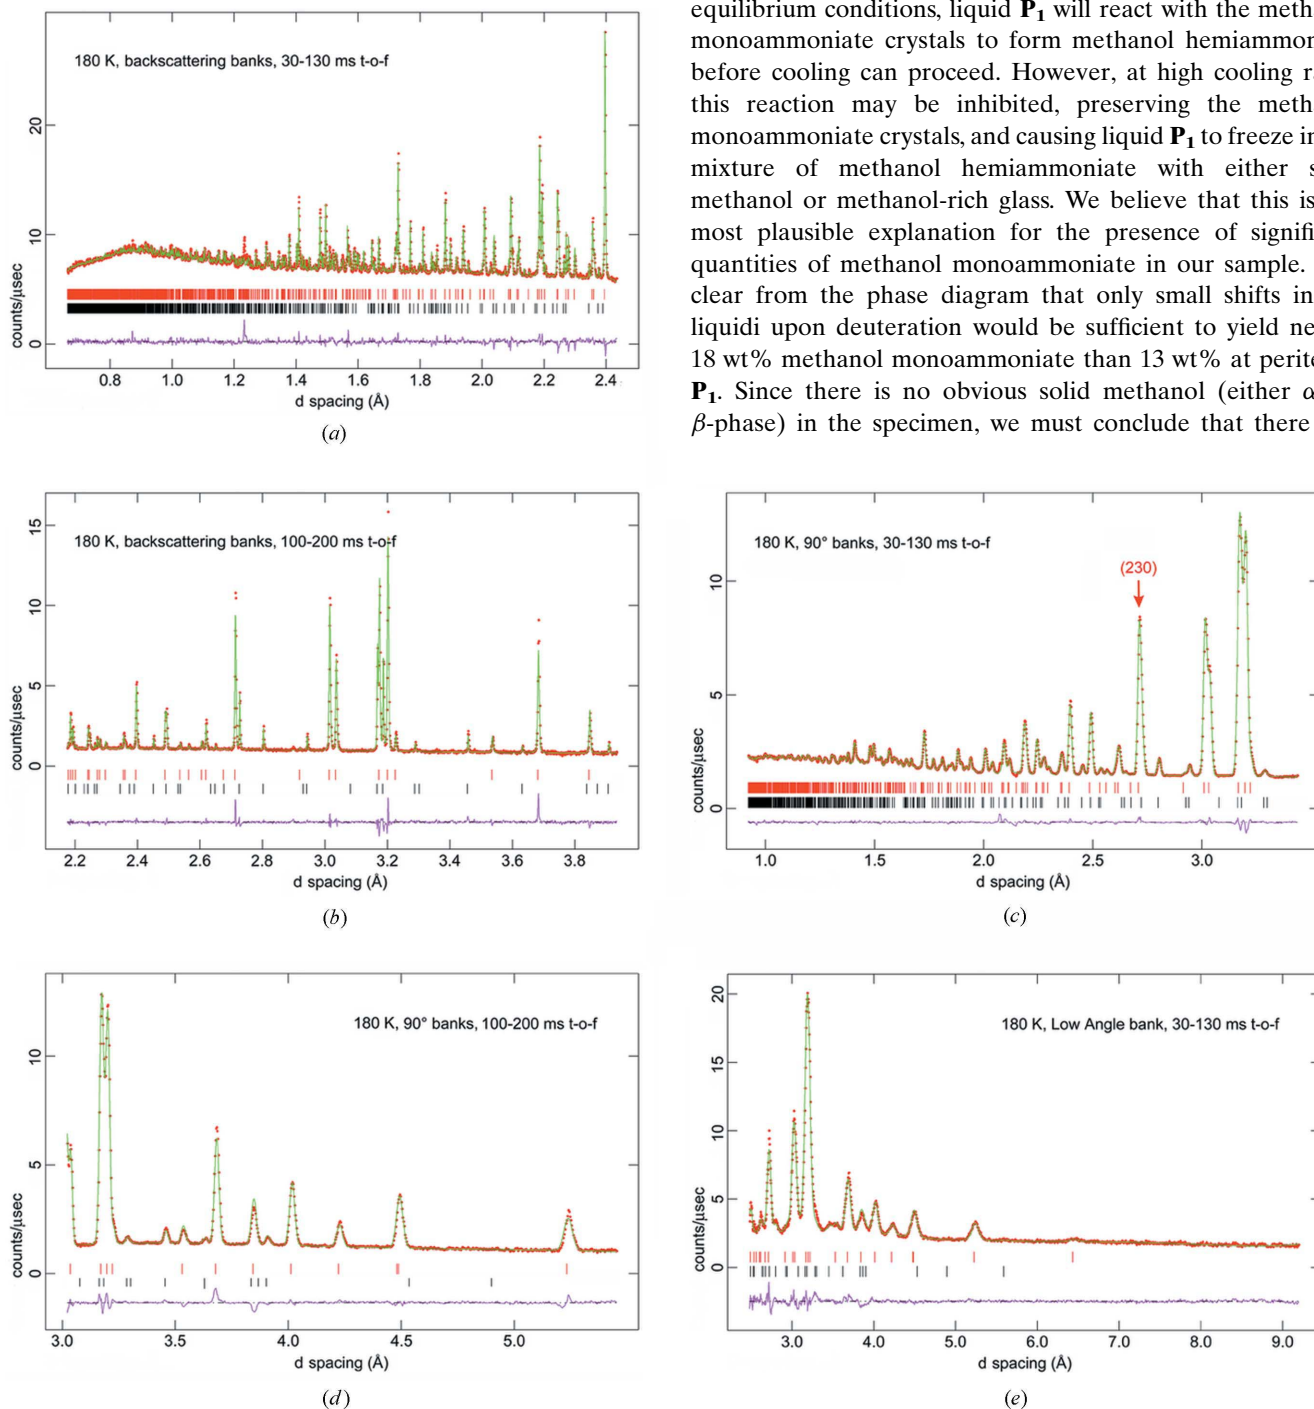 180 K, backscattering banks, 30-130 ms t-o-f
counts/µsec
20
10
0
0.8 1.0 1.2 1.4 1.6 1.8 2.0 2.2 2.4
d spacing (Å)
(a)
equilibrium conditions, liquid P1 will react with the meth
monoammoniate crystals to form methanol hemiammon
before cooling can proceed. However, at high cooling ra
this reaction may be inhibited, preserving the meth
monoammoniate crystals, and causing liquid P1 to freeze in
mixture of methanol hemiammoniate with either s
methanol or methanol-rich glass. We believe that this is
most plausible explanation for the presence of signifi
quantities of methanol monoammoniate in our sample.
clear from the phase diagram that only small shifts in
liquidi upon deuteration would be sufficient to yield ne
18 wt% methanol monoammoniate than 13 wt% at perite
P1. Since there is no obvious solid methanol (either α
β-phase) in the specimen, we must conclude that there
180 K, backscattering banks, 100-200 ms t-o-f
counts/µsec
15
10
5
0
2.2 2.4 2.6 2.8 3.0 3.2 3.4 3.6 3.8
d spacing (Å)
(b)
180 K, 90° banks, 30-130 ms t-o-f
(230)
counts/µsec
10
5
0
1.0 1.5 2.0 2.5 3.0
d spacing (Å)
(c)
180 K, 90° banks, 100-200 ms t-o-f
counts/µsec
10
5
0
3.0 3.5 4.0 4.5 5.0
d spacing (Å)
(d)
180 K, Low Angle bank, 30-130 ms t-o-f
counts/µsec
20
15
10
5
0
3.0 4.0 5.0 6.0 7.0 8.0 9.0
d spacing (Å)
(e)